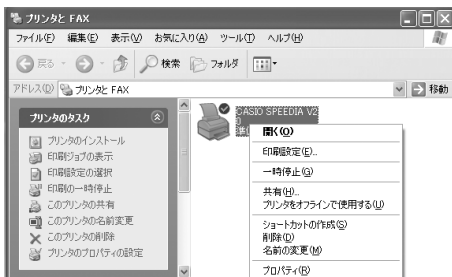 プリンタと FAX
ファイル(F) 編集(E) 表示(V) お気に入り(A) ツール(T) ヘルプ(H)
戻る 検索 フォルダ
アドレス(D) プリンタと FAX 移動
プリンタのタスク
プリンタのインストール
印刷ジョブの表示
印刷設定の選択
印刷の一時停止
このプリンタの共有
このプリンタの名前変更
このプリンタの削除
プリンタのプロパティの設定
CASIO SPEEDIA V2
0
開く(O)
印刷設定(E)...
一時停止(G)
共有(H)...
プリンタをオフラインで使用する(U)
ショートカットの作成(S)
削除(D)
名前の変更(M)
プロパティ(R)